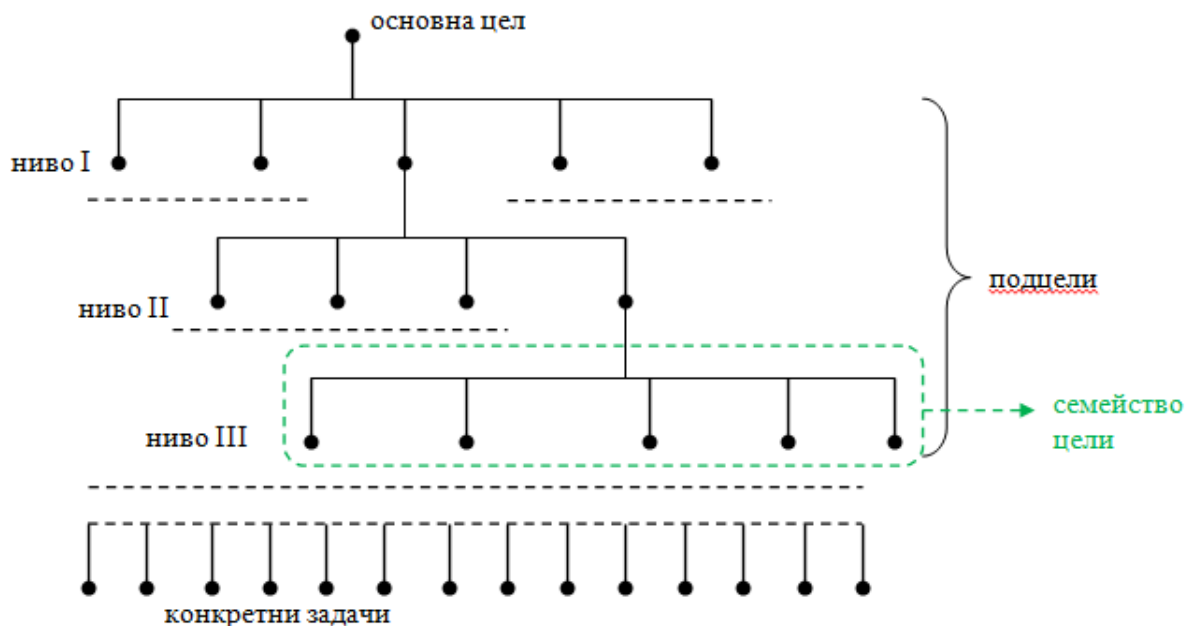 основна цел
ниво I
ниво II
подцели
семейство
цели
ниво III
конкретни задачи